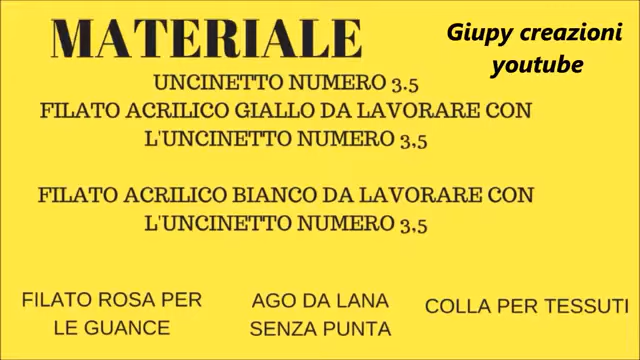 MATERIALE
Giupy creazioni
youtube
UNCINETTO NUMERO 3.5
FILATO ACRILICO GIALLO DA LAVORARE CON
L'UNCINETTO NUMERO 3,5
FILATO ACRILICO BIANCO DA LAVORARE CON
L'UNCINETTO NUMERO 3,5
FILATO ROSA PER
LE GUANCE
AGO DA LANA
SENZA PUNTA
COLLA PER TESSUTI